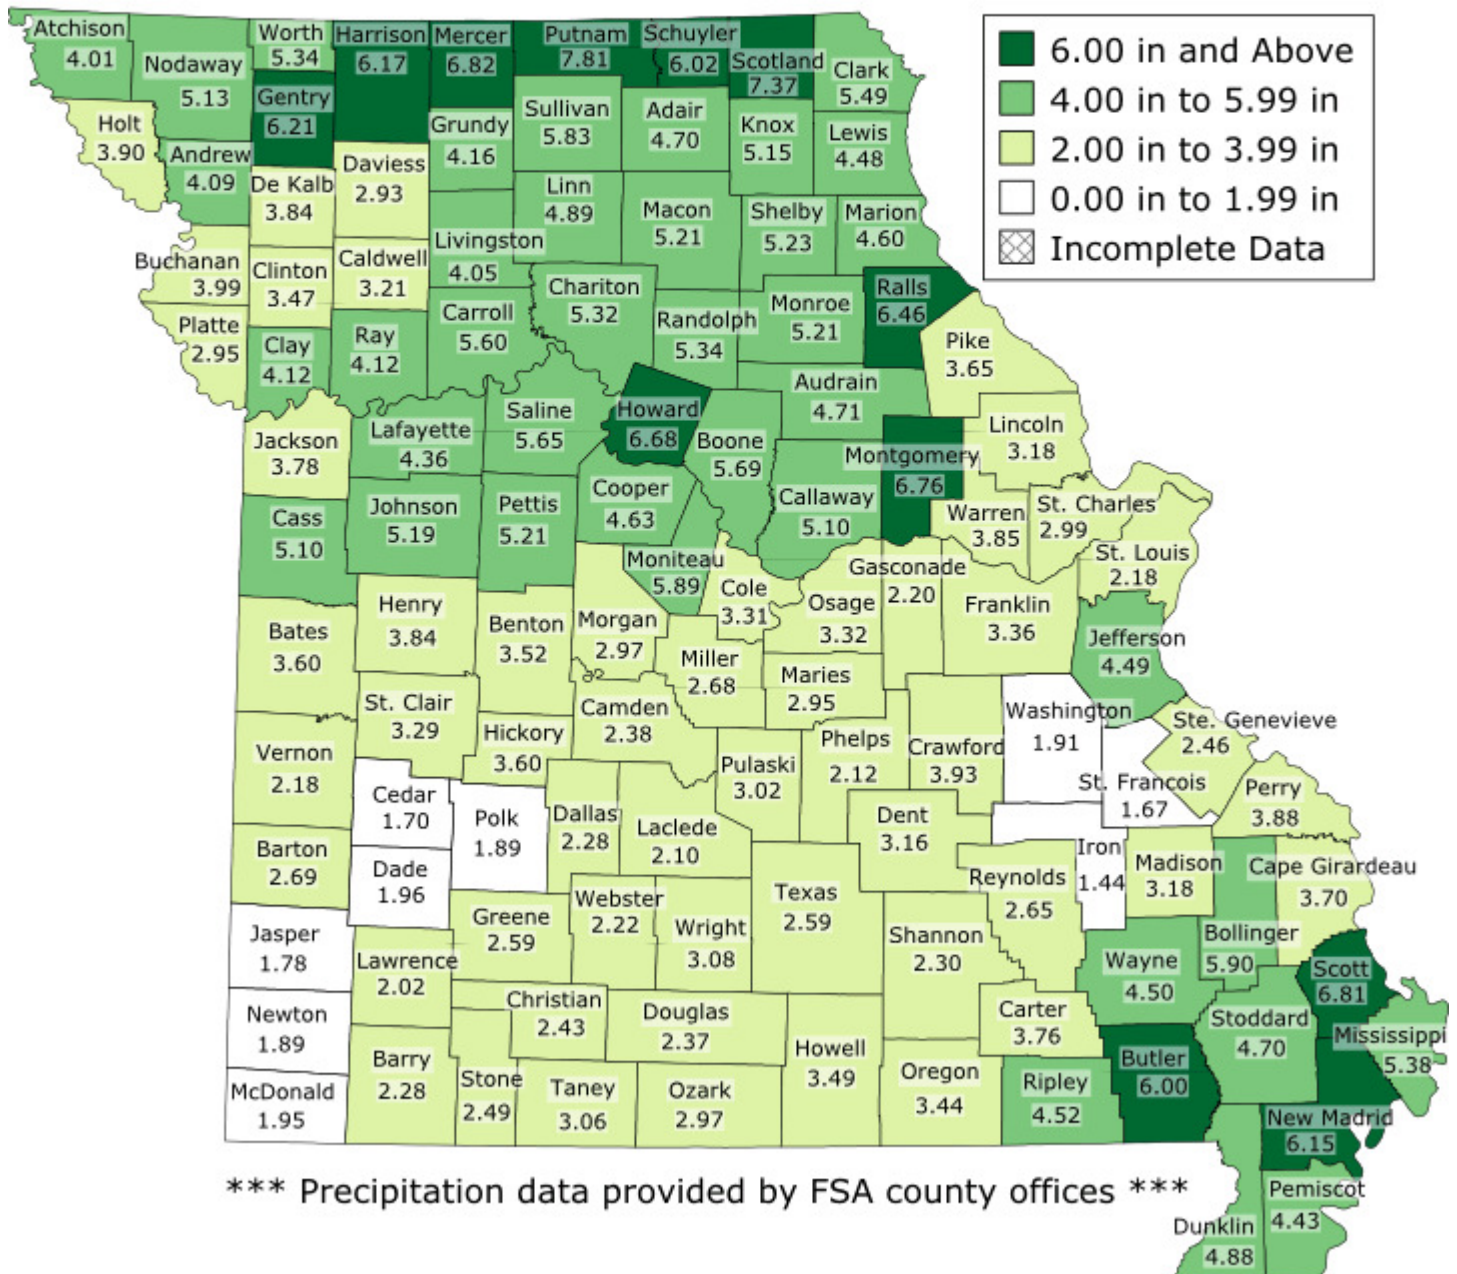 Atchison
4.01
Nodaway
5.13
Worth
5.34
Harrison
6.17
Mercer
6.82
Putnam
7.81
Schuyler
6.02
Scotland
7.37
Clark
5.49
6.00 in and Above
4.00 in to 5.99 in
2.00 in to 3.99 in
0.00 in to 1.99 in
Incomplete Data
Holt
3.90
Andrew
4.09
Gentry
6.21
De Kalb
3.84
Daviess
2.93
Grundy
4.16
Sullivan
5.83
Adair
4.70
Knox
5.15
Lewis
4.48
Buchanan
3.99
Clinton
3.47
Caldwell
3.21
Livingston
4.05
Linn
4.89
Macon
5.21
Shelby
5.23
Marion
4.60
Platte
2.95
Clay
4.12
Ray
4.12
Carroll
5.60
Chariton
5.32
Randolph
5.34
Monroe
5.21
Ralls
6.46
Pike
3.65
Jackson
3.78
Lafayette
4.36
Saline
5.65
Howard
6.68
Boone
5.69
Audrain
4.71
Montgomery
6.76
Lincoln
3.18
Cass
5.10
Johnson
5.19
Pettis
5.21
Cooper
4.63
Moniteau
5.89
Callaway
5.10
Warren
3.85
St. Charles
2.99
St. Louis
2.18
Bates
3.60
Henry
3.84
Benton
3.52
Morgan
2.97
Cole
3.31
Miller
2.68
Osage
3.32
Gasconade
2.20
Franklin
3.36
Jefferson
4.49
Vernon
2.18
St. Clair
3.29
Hickory
3.60
Camden
2.38
Maries
2.95
Pulaski
3.02
Phelps
2.12
Crawford
3.93
Washington
1.91
Ste. Genevieve
2.46
St. Francois
1.67
Perry
3.88
Barton
2.69
Cedar
1.70
Polk
1.89
Dallas
2.28
Laclede
2.10
Dent
3.16
Iron
1.44
Madison
3.18
Cape Girardeau
3.70
Dade
1.96
Jasper
1.78
Lawrence
2.02
Greene
2.59
Webster
2.22
Wright
3.08
Texas
2.59
Shannon
2.30
Reynolds
2.65
Wayne
4.50
Bollinger
5.90
Scott
6.81
Newton
1.89
Christian
2.43
Douglas
2.37
Howell
3.49
Carter
3.76
Stoddard
4.70
Mississippi
5.38
McDonald
1.95
Barry
2.28
Stone
2.49
Taney
3.06
Ozark
2.97
Oregon
3.44
Ripley
4.52
Butler
6.00
New Madrid
6.15
*** Precipitation data provided by FSA county offices ***
Pemiscot
4.43
Dunklin
4.88